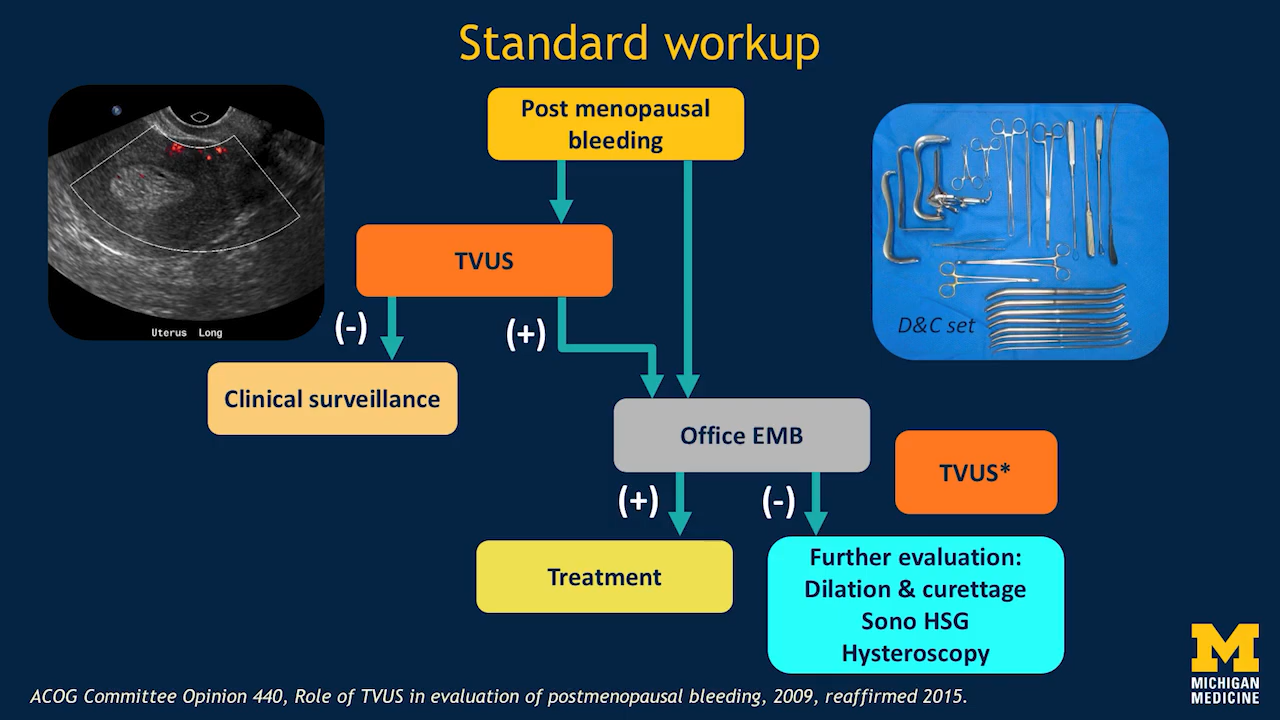 Standard workup
Post menopausal
bleeding
TVUS
(-)
(+)
Uterus Long
D&C set
Clinical surveillance
Office EMB
TVUS*
(+)
(-)
Treatment
Further evaluation:
Dilation & curettage
Sono HSG
Hysteroscopy
M
MICHIGAN
MEDICINE
ACOG Committee Opinion 440, Role of TVUS in evaluation of postmenopausal bleeding, 2009, reaffirmed 2015.